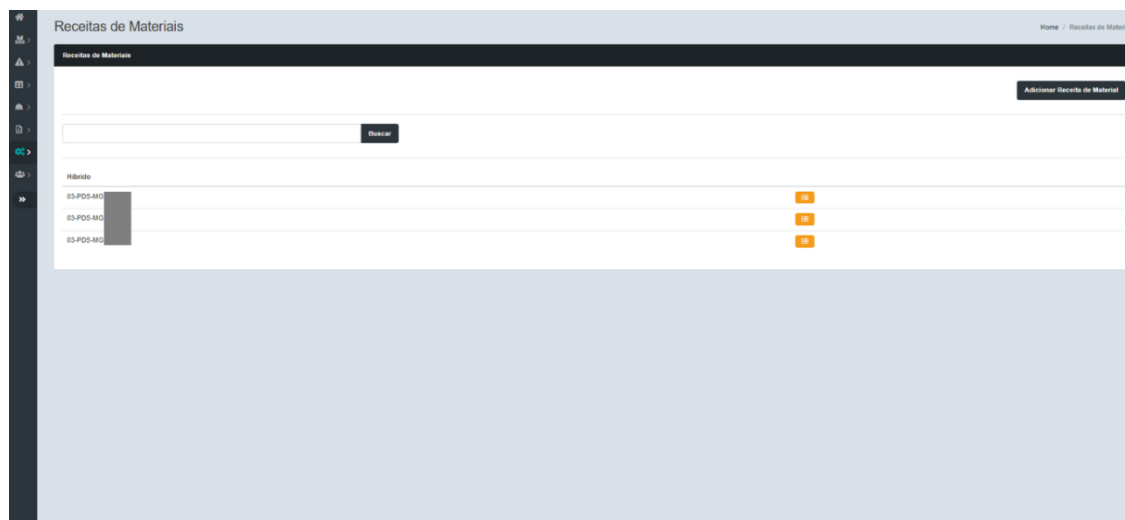 Receitas de Materiais
Home / Receitas de Materi
Receitas de Materiais
Adicionar Receita de Material
Buscar
Híbrido
03-PD5-MG
03-PD5-MG
03-PD5-MG